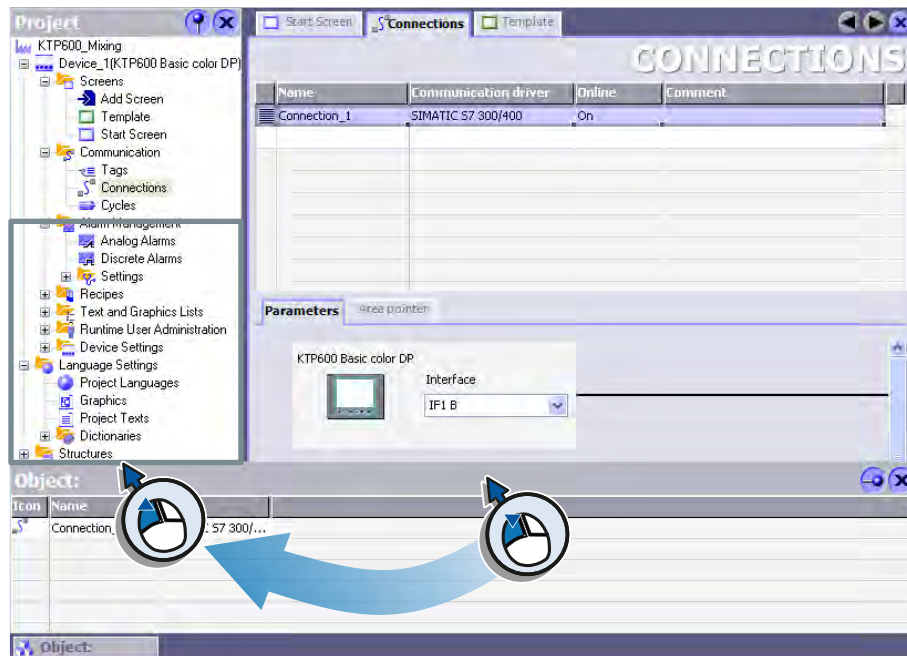 Project
KTP600_Mixing
Device_1(KTP600 Basic color DP)
Screens
Add Screen
Template
Start Screen
Communication
Tags
Connections
Cycles
Alarm Management
Analog Alarms
Discrete Alarms
Settings
Recipes
Text and Graphics Lists
Runtime User Administration
Device Settings
Language Settings
Project Languages
Graphics
Project Texts
Dictionaries
Structures
Start Screen
Connections
Template
CONNECTIONS
Name Communication driver Online Comment
Connection_1 SIMATIC S7 300/400 On
Parameters Area pointer
KTP600 Basic color DP
Interface
IF1 B
Object:
Icon Name
Connection_ S7 300/...
Object: